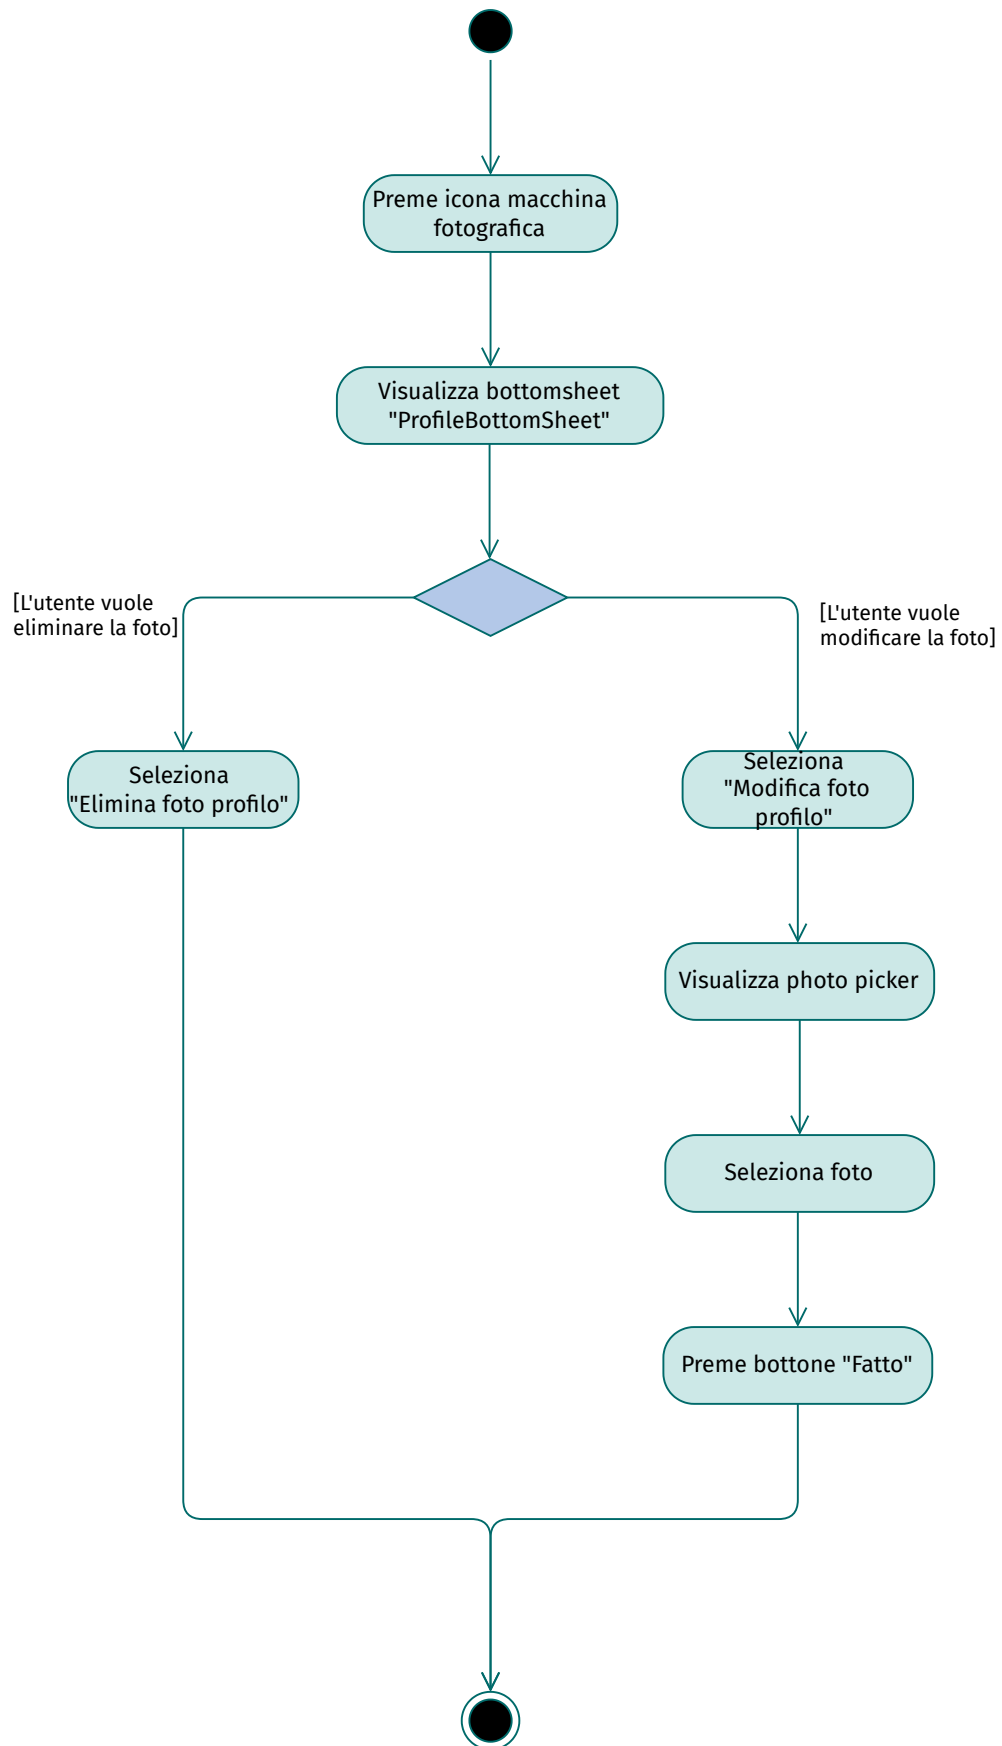 Preme icona macchina
fotografica
Visualizza bottomsheet
"ProfileBottomSheet"
[L'utente vuole
eliminare la foto]
[L'utente vuole
modificare la foto]
Seleziona
"Elimina foto profilo"
Seleziona
"Modifica foto
profilo"
Visualizza photo picker
Seleziona foto
Preme bottone "Fatto"